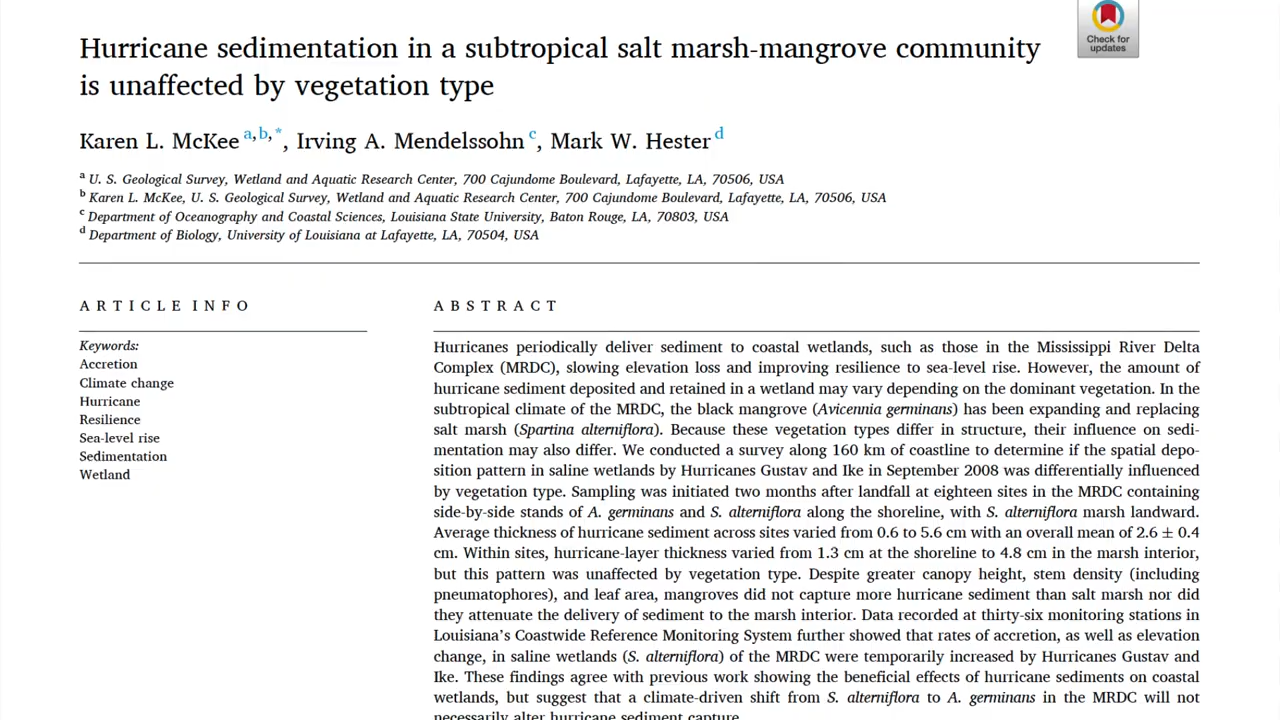 Hurricane sedimentation in a subtropical salt marsh-mangrove community
is unaffected by vegetation type
Check for
updates
Karen L. McKee a,b,*, Irving A. Mendelssohn c, Mark W. Hester d
a U. S. Geological Survey, Wetland and Aquatic Research Center, 700 Cajundome Boulevard, Lafayette, LA, 70506, USA
b Karen L. McKee, U. S. Geological Survey, Wetland and Aquatic Research Center, 700 Cajundome Boulevard, Lafayette, LA, 70506, USA
c Department of Oceanography and Coastal Sciences, Louisiana State University, Baton Rouge, LA, 70803, USA
d Department of Biology, University of Louisiana at Lafayette, LA, 70504, USA
ARTICLE INFO
Keywords:
Accretion
Climate change
Hurricane
Resilience
Sea-level rise
Sedimentation
Wetland
ABSTRACT
Hurricanes periodically deliver sediment to coastal wetlands, such as those in the Mississippi River Delta
Complex (MRDC), slowing elevation loss and improving resilience to sea-level rise. However, the amount of
hurricane sediment deposited and retained in a wetland may vary depending on the dominant vegetation. In the
subtropical climate of the MRDC, the black mangrove (Avicennia germinans) has been expanding and replacing
salt marsh (Spartina alterniflora). Because these vegetation types differ in structure, their influence on sedi-
mentation may also differ. We conducted a survey along 160 km of coastline to determine if the spatial depo-
sition pattern in saline wetlands by Hurricanes Gustav and Ike in September 2008 was differentially influenced
by vegetation type. Sampling was initiated two months after landfall at eighteen sites in the MRDC containing
side-by-side stands of A. germinans and S. alterniflora along the shoreline, with S. alterniflora marsh landward.
Average thickness of hurricane sediment across sites varied from 0.6 to 5.6 cm with an overall mean of 2.6 ± 0.4
cm. Within sites, hurricane-layer thickness varied from 1.3 cm at the shoreline to 4.8 cm in the marsh interior,
but this pattern was unaffected by vegetation type. Despite greater canopy height, stem density (including
pneumatophores), and leaf area, mangroves did not capture more hurricane sediment than salt marsh nor did
they attenuate the delivery of sediment to the marsh interior. Data recorded at thirty-six monitoring stations in
Louisiana's Coastwide Reference Monitoring System further showed that rates of accretion, as well as elevation
change, in saline wetlands (S. alterniflora) of the MRDC were temporarily increased by Hurricanes Gustav and
Ike. These findings agree with previous work showing the beneficial effects of hurricane sediments on coastal
wetlands, but suggest that a climate-driven shift from S. alterniflora to A. germinans in the MRDC will not
necessarily alter hurricane sediment capture.